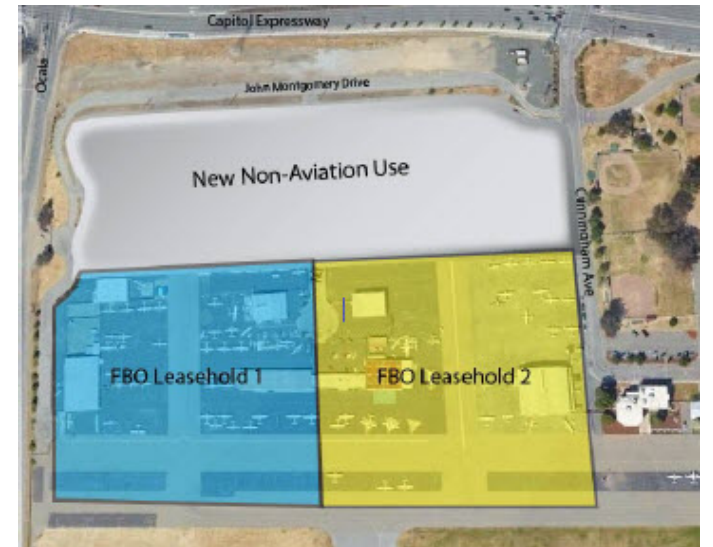 Capitol Expressway
Ocala
John Montgomery Drive
New Non-Aviation Use
Cunningham Ave
FBO Leasehold 1
FBO Leasehold 2